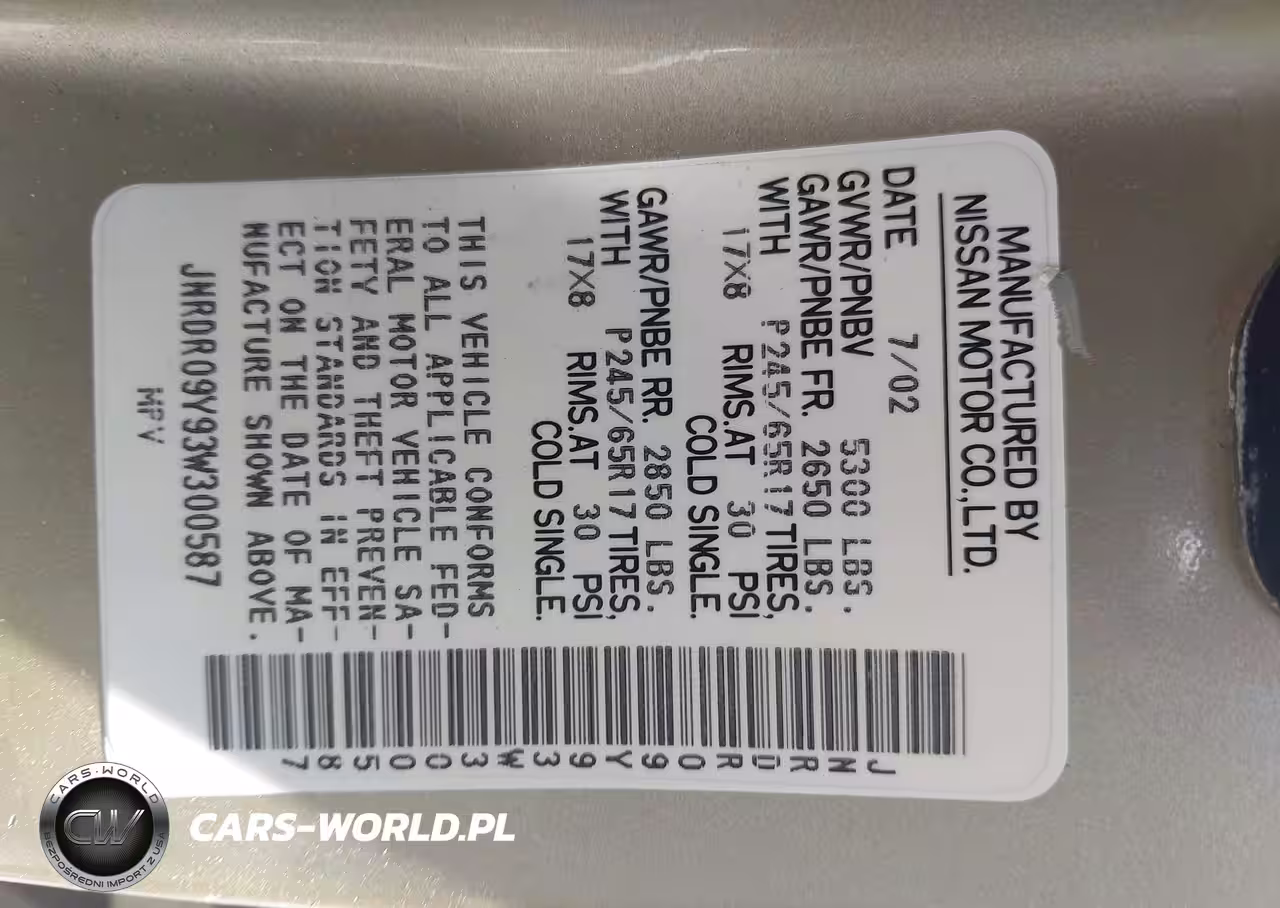 MANUFACTURED BY
NISSAN MOTOR CO.,LTD.
DATE 7/02
GVWR/PNBV 5300 LBS.
GAWR/PNBE FR. 2650 LBS.
WITH P245/65R17 TIRES,
17X8 RIMS.AT 30 PSI
COLD SINGLE.
GAWR/PNBE RR. 2850 LBS.
WITH P245/65R17 TIRES,
17X8 RIMS.AT 30 PSI
COLD SINGLE.
THIS VEHICLE CONFORMS
TO ALL APPLICABLE FED-
ERAL MOTOR VEHICLE SA-
FETY AND THEFT PREVEN-
TION STANDARDS IN EFF-
ECT ON THE DATE OF MA-
NUFACTURE SHOWN ABOVE.
JNRDR09Y93W300587
MPV
JNRDR09Y93W300587
CARS-WORLD
CW
BEZPOŚREDNI IMPORT Z USA
CARS-WORLD.PL